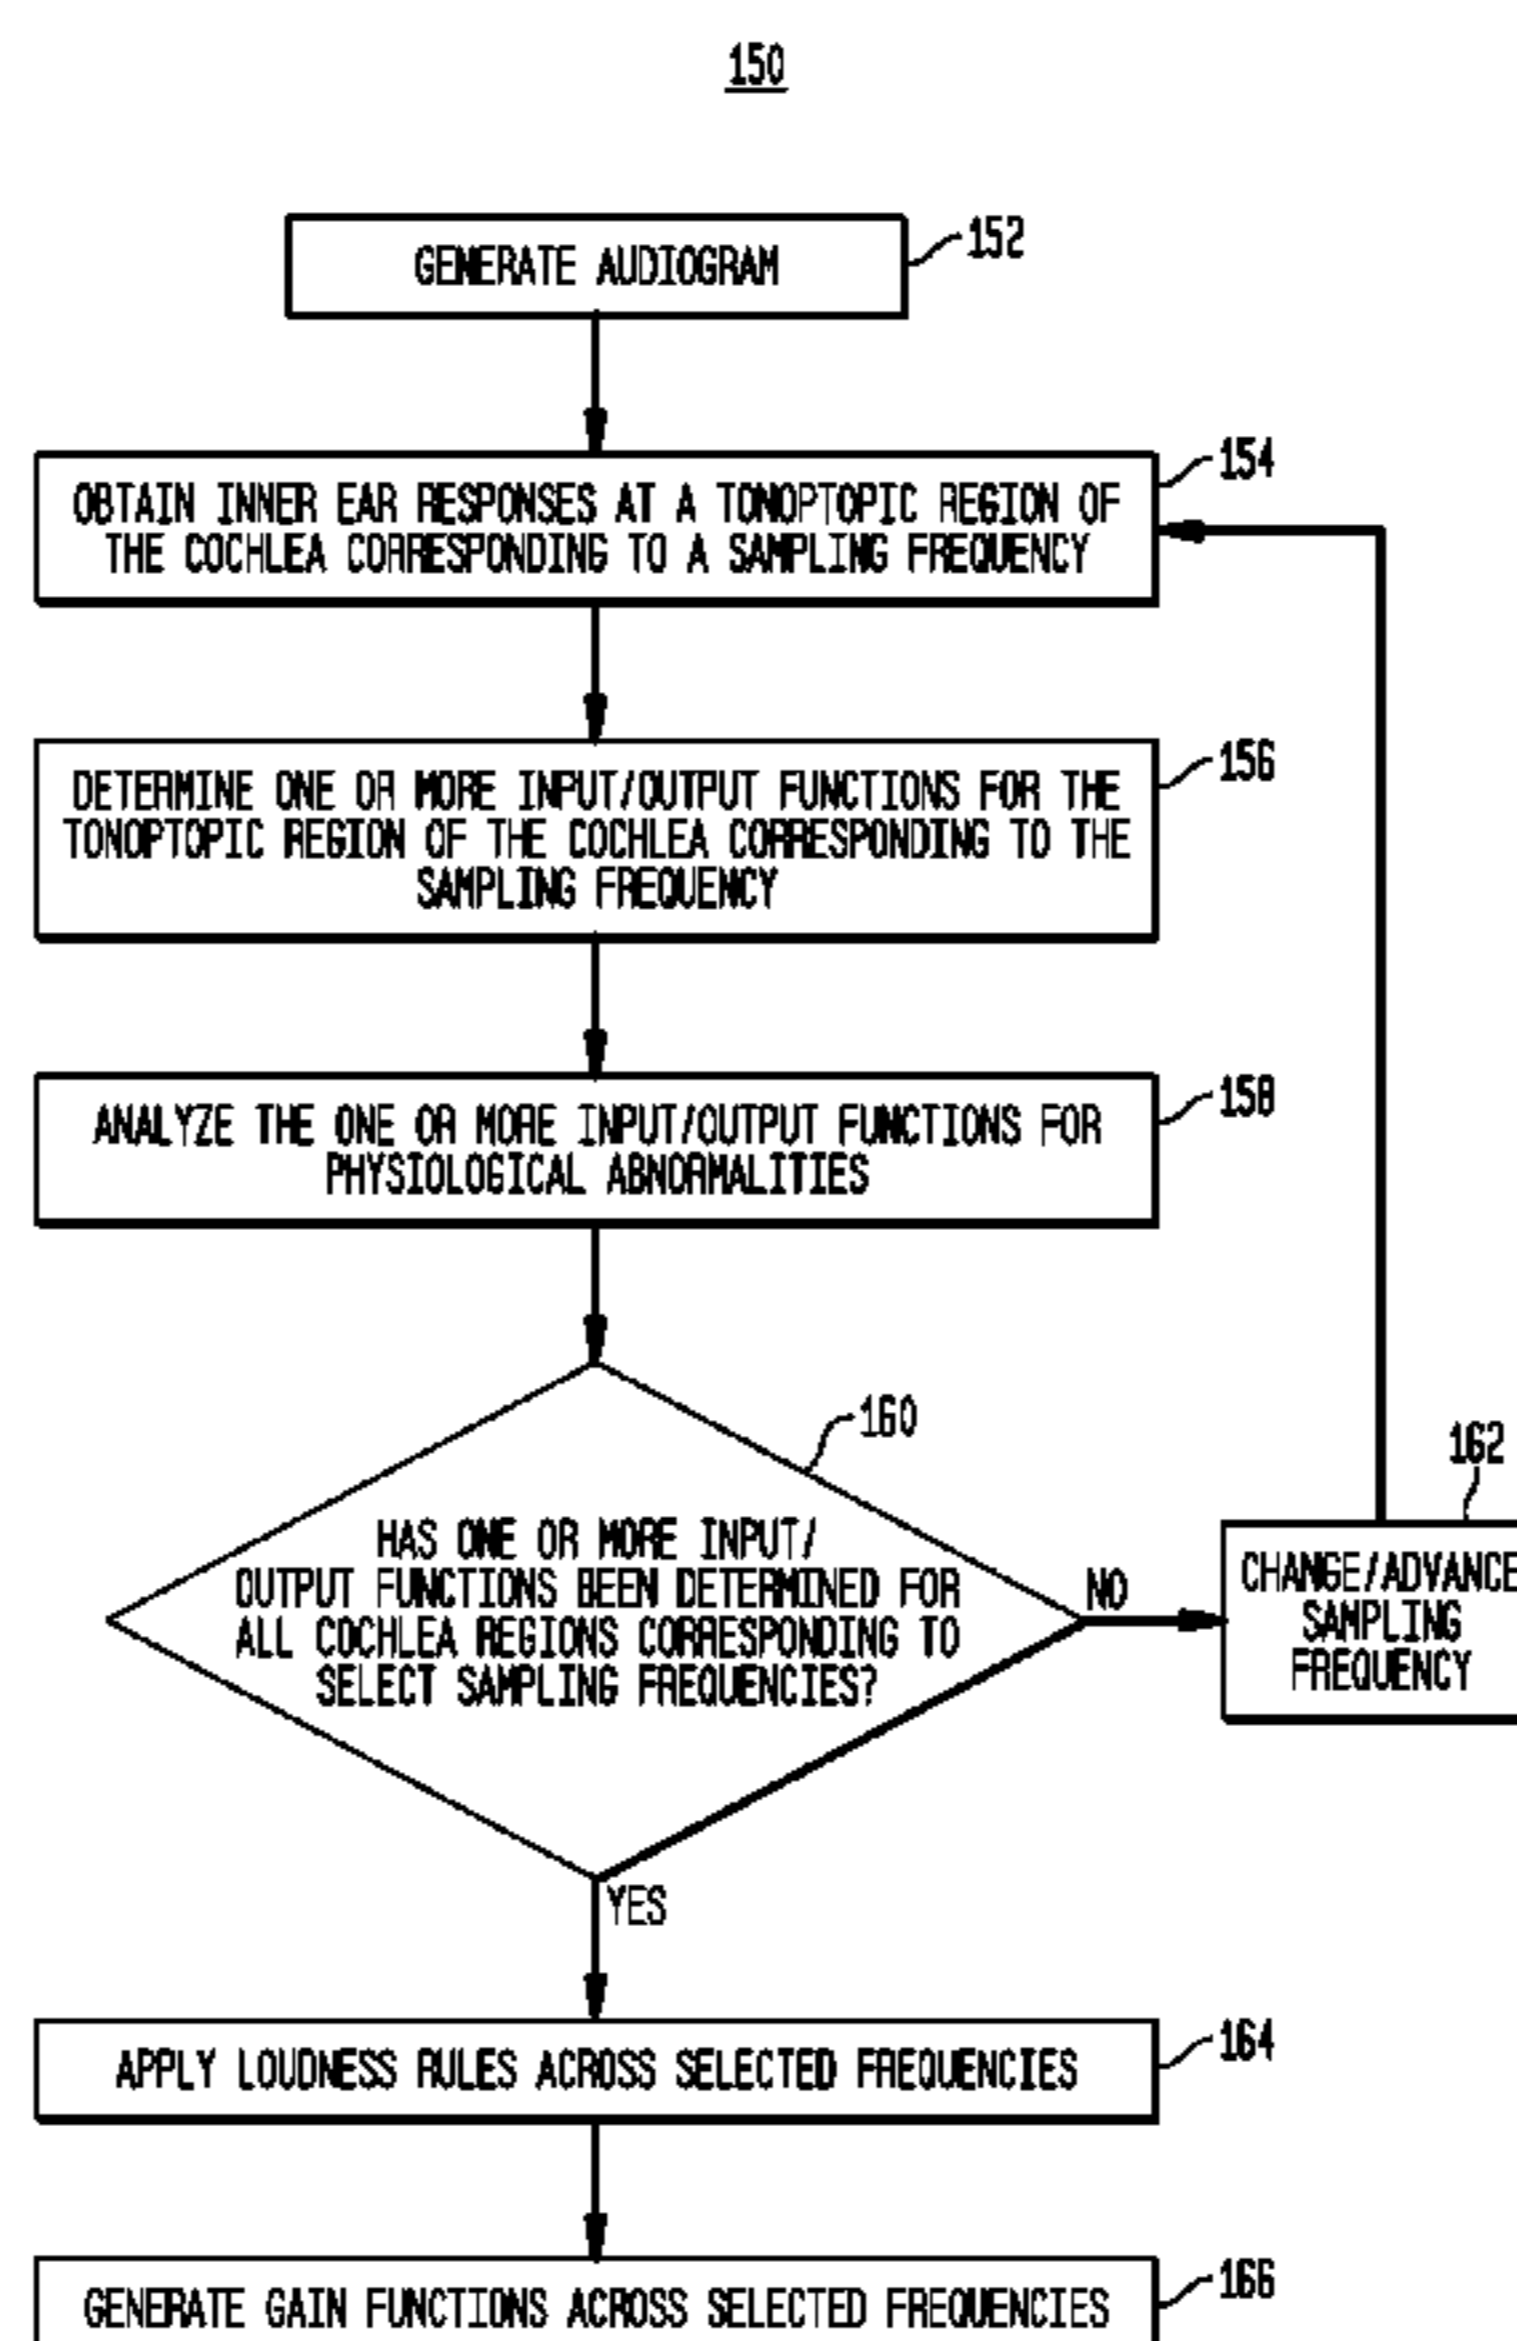 150
GENERATE AUDIOGRAM
152
OBTAIN INNER EAR RESPONSES AT A TONOPTOPIC REGION OF
THE COCHLEA CORRESPONDING TO A SAMPLING FREQUENCY
154
DETERMINE ONE OR MORE INPUT/OUTPUT FUNCTIONS FOR THE
TONOPTOPIC REGION OF THE COCHLEA CORRESPONDING TO THE
SAMPLING FREQUENCY
156
ANALYZE THE ONE OR MORE INPUT/OUTPUT FUNCTIONS FOR
PHYSIOLOGICAL ABNORMALITIES
158
160
HAS ONE OR MORE INPUT/
OUTPUT FUNCTIONS BEEN DETERMINED FOR
ALL COCHLEA REGIONS CORRESPONDING TO
SELECT SAMPLING FREQUENCIES?
NO
162
CHANGE/ADVANCE
SAMPLING
FREQUENCY
YES
APPLY LOUDNESS RULES ACROSS SELECTED FREQUENCIES
164
GENERATE GAIN FUNCTIONS ACROSS SELECTED FREQUENCIES
166